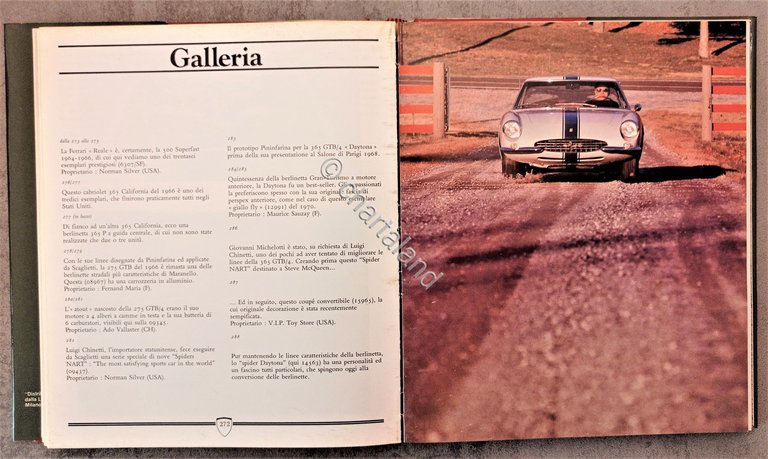 Galleria
dalla 273 alla 275
La Ferrari « Reale » è, certamente, la 500 Superfast
1964-1966, di cui qui vediamo uno dei trentasei
esemplari prestigiosi (6307/SF).
Proprietario : Norman Silver (USA).
276/277
Questo cabriolet 365 California del 1966 è uno dei
tredici esemplari, che finirono praticamente tutti negli
Stati Uniti.
277 (in basso)
Di fianco ad un'altra 365 California, ecco una
berlinetta 365 P a guida centrale, di cui non sono state
realizzate che due o tre unità.
278/279
Con le sue linee disegnate da Pininfarina ed applicate
da Scaglietti, la 275 GTB del 1966 è rimasta una delle
berlinette stradali più caratteristiche di Maranello.
Questa (08967) ha una carrozzeria in alluminio.
Proprietario : Fernand Maria (F).
280/281
L'« atout » nascosto della 275 GTB/4 erano il suo
motore a 4 alberi a camme in testa e la sua batteria di
6 carburatori, visibili qui sulla 09345.
Proprietario : Ado Vallaster (CH).
282
Luigi Chinetti, l'importatore statunitense, fece eseguire
da Scaglietti una serie speciale di nove "Spiders
NART" : "The most satisfying sports car in the world"
(09437).
Proprietario : Norman Silver (USA).
283
Il prototipo Pininfarina per la 365 GTB/4 « Daytona »
prima della sua presentazione al Salone di Parigi 1968.
284/285
Quintessenza della berlinetta Gran Turismo a motore
anteriore, la Daytona fu un best-seller. Gli appassionati
la preferiscono spesso con la sua originale fascia di
perspex anteriore, come nel caso di questo esemplare
« giallo fly » (12991) del 1970.
Proprietario : Maurice Sauzay (F).
286
Giovanni Michelotti è stato, su richiesta di Luigi
Chinetti, uno dei pochi ad aver tentato di migliorare le
linee della 365 GTB/4. Creando prima questo "Spider
NART" destinato a Steve McQueen...
287
... Ed in seguito, questo coupé convertibile (15965), la
cui originale decorazione è stata recentemente
sempificata.
Proprietario : V.I.P. Toy Store (USA).
288
Pur mantenendo le linee caratteristiche della berlinetta,
lo "spider Daytona" (qui 14563) ha una personalità ed
un fascino tutti particolari, che spingono oggi alla
conversione delle berlinette.
272
dalla L
Milano
© Chartaland